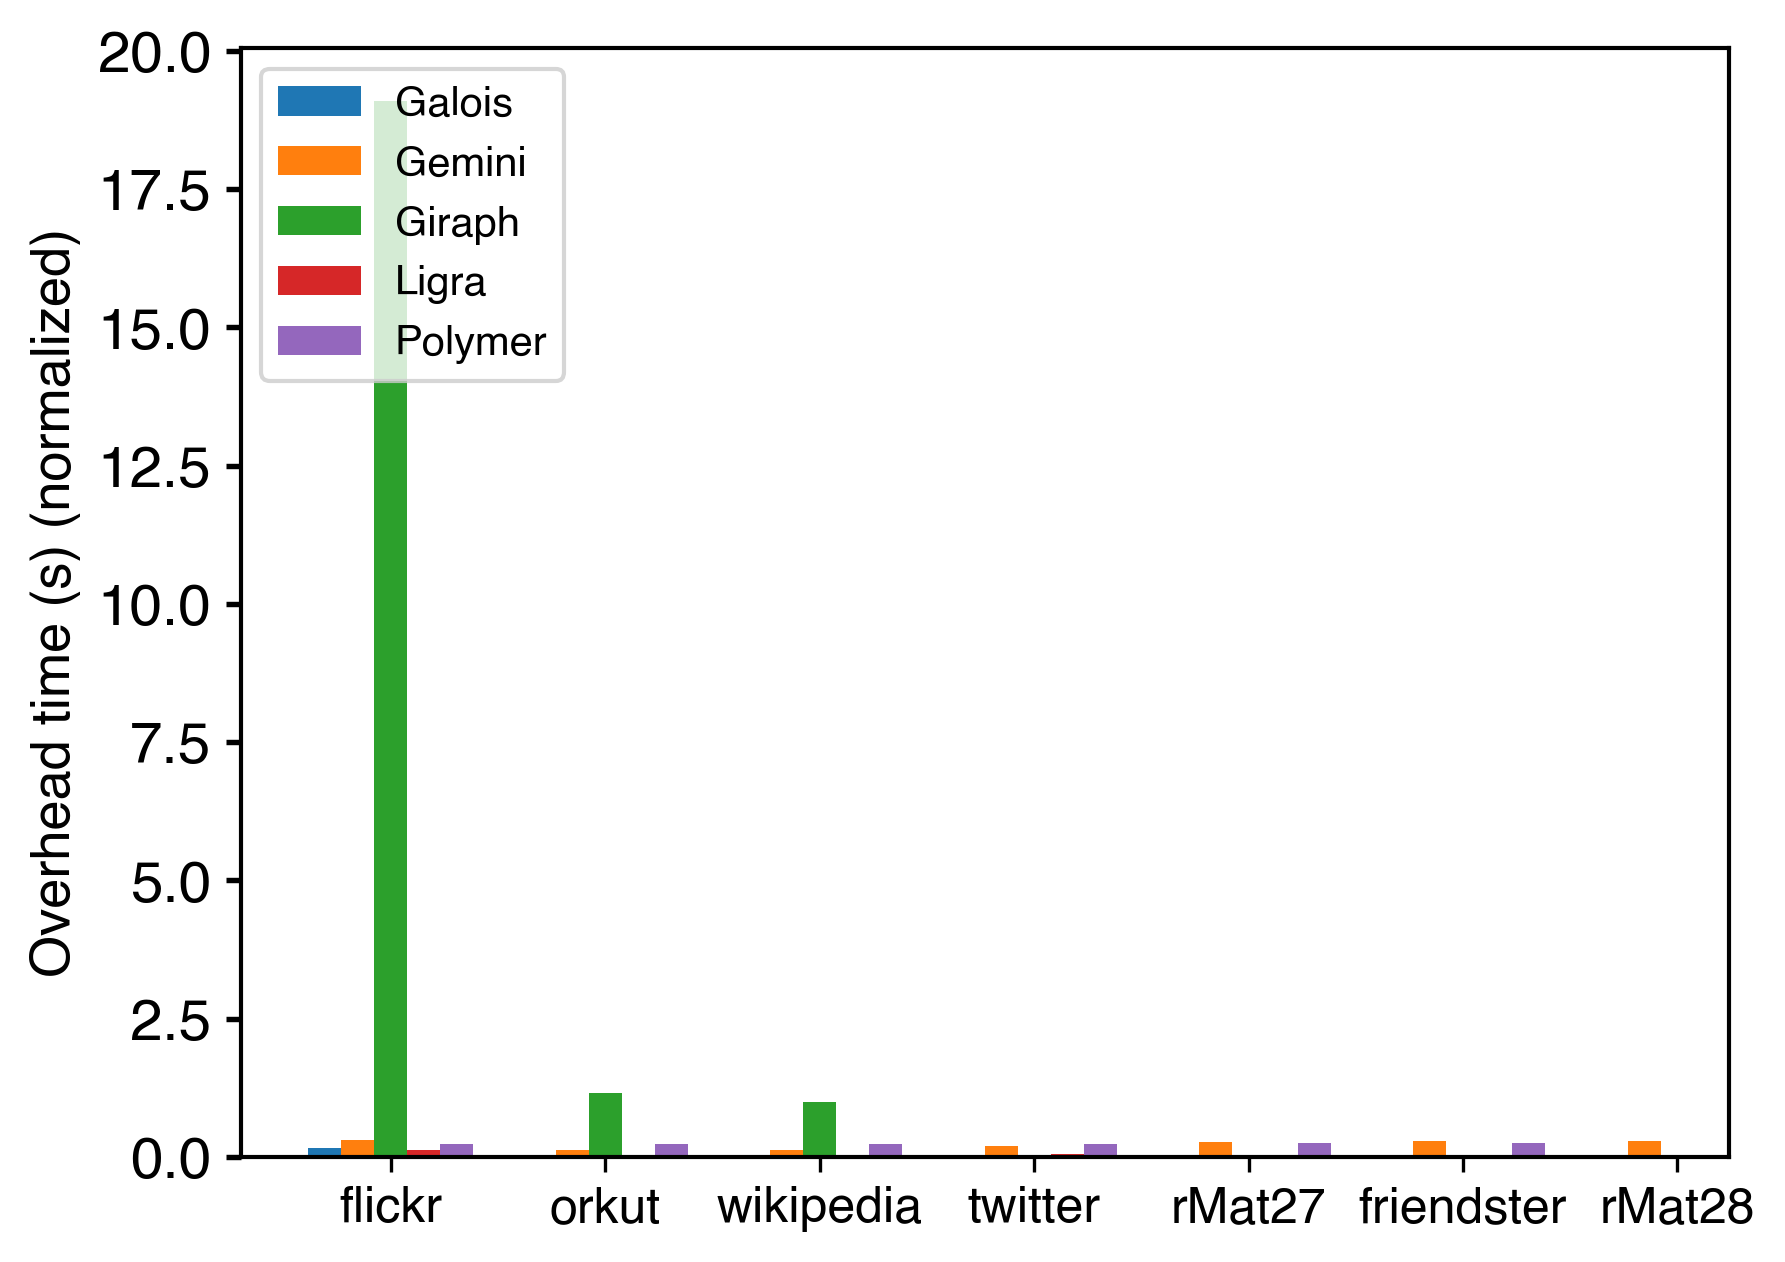 Overhead time (s) (normalized)
20.0
17.5
15.0
12.5
10.0
7.5
5.0
2.5
0.0
Galois
Gemini
Giraph
Ligra
Polymer
flickr orkut wikipedia twitter rMat27 friendster rMat28